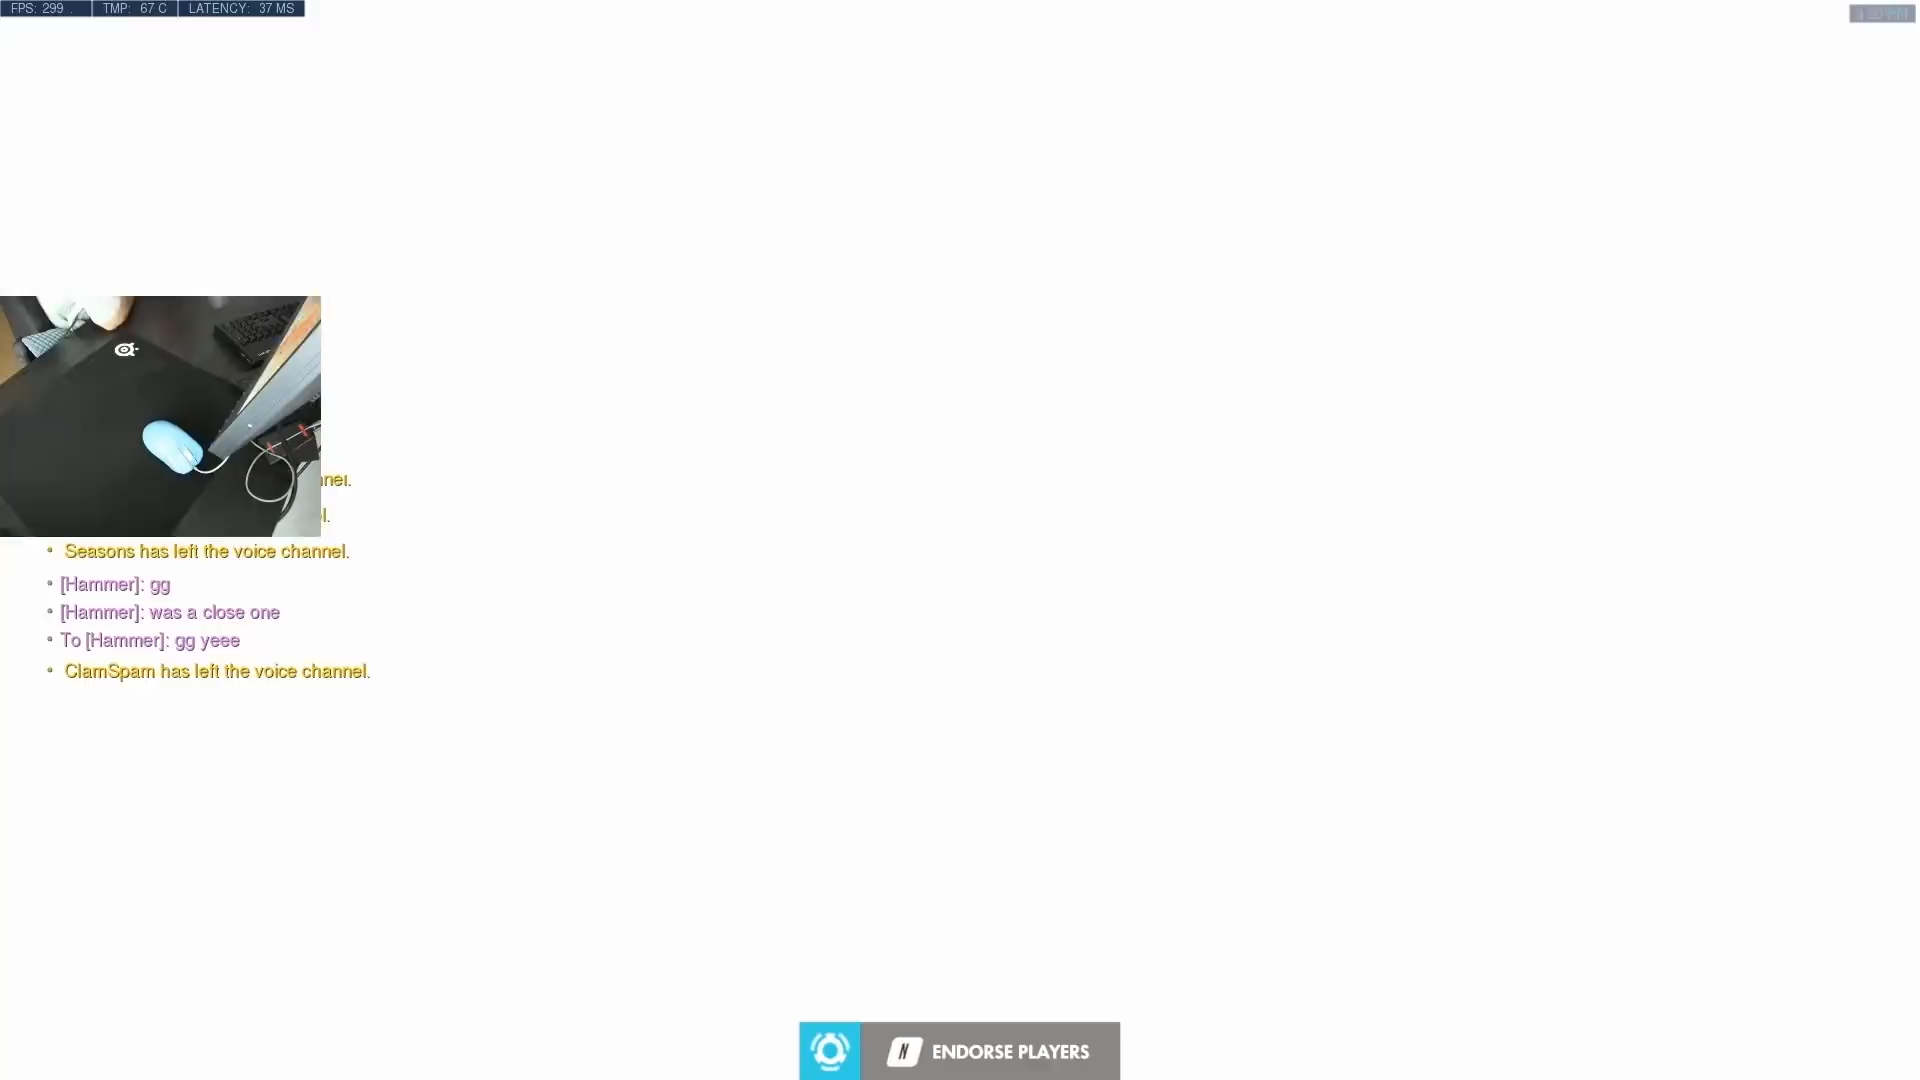 FPS: 299 . TMP: 67 C LATENCY: 37 MS
Seasons has left the voice channel.
[Hammer]: gg
[Hammer]: was a close one
To [Hammer]: gg yeee
ClamSpam has left the voice channel.
N ENDORSE PLAYERS